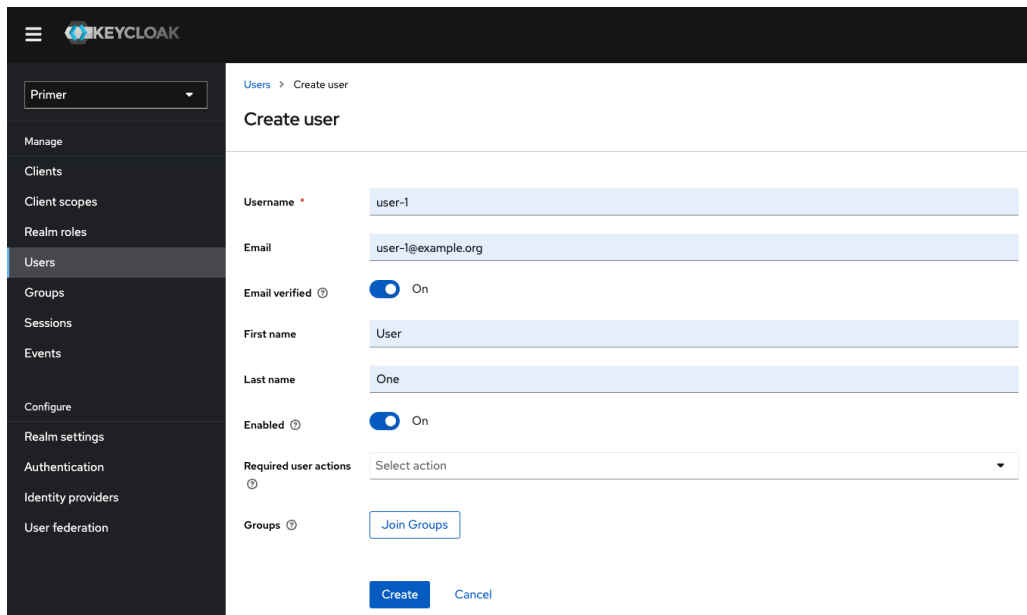 KEYCLOAK
Primer
Manage
Clients
Client scopes
Realm roles
Users
Groups
Sessions
Events
Configure
Realm settings
Authentication
Identity providers
User federation
Users > Create user
Create user
Username * user-1
Email user-1@example.org
Email verified ? On
First name User
Last name One
Enabled ? On
Required user actions ? Select action
Groups ? Join Groups
Create Cancel